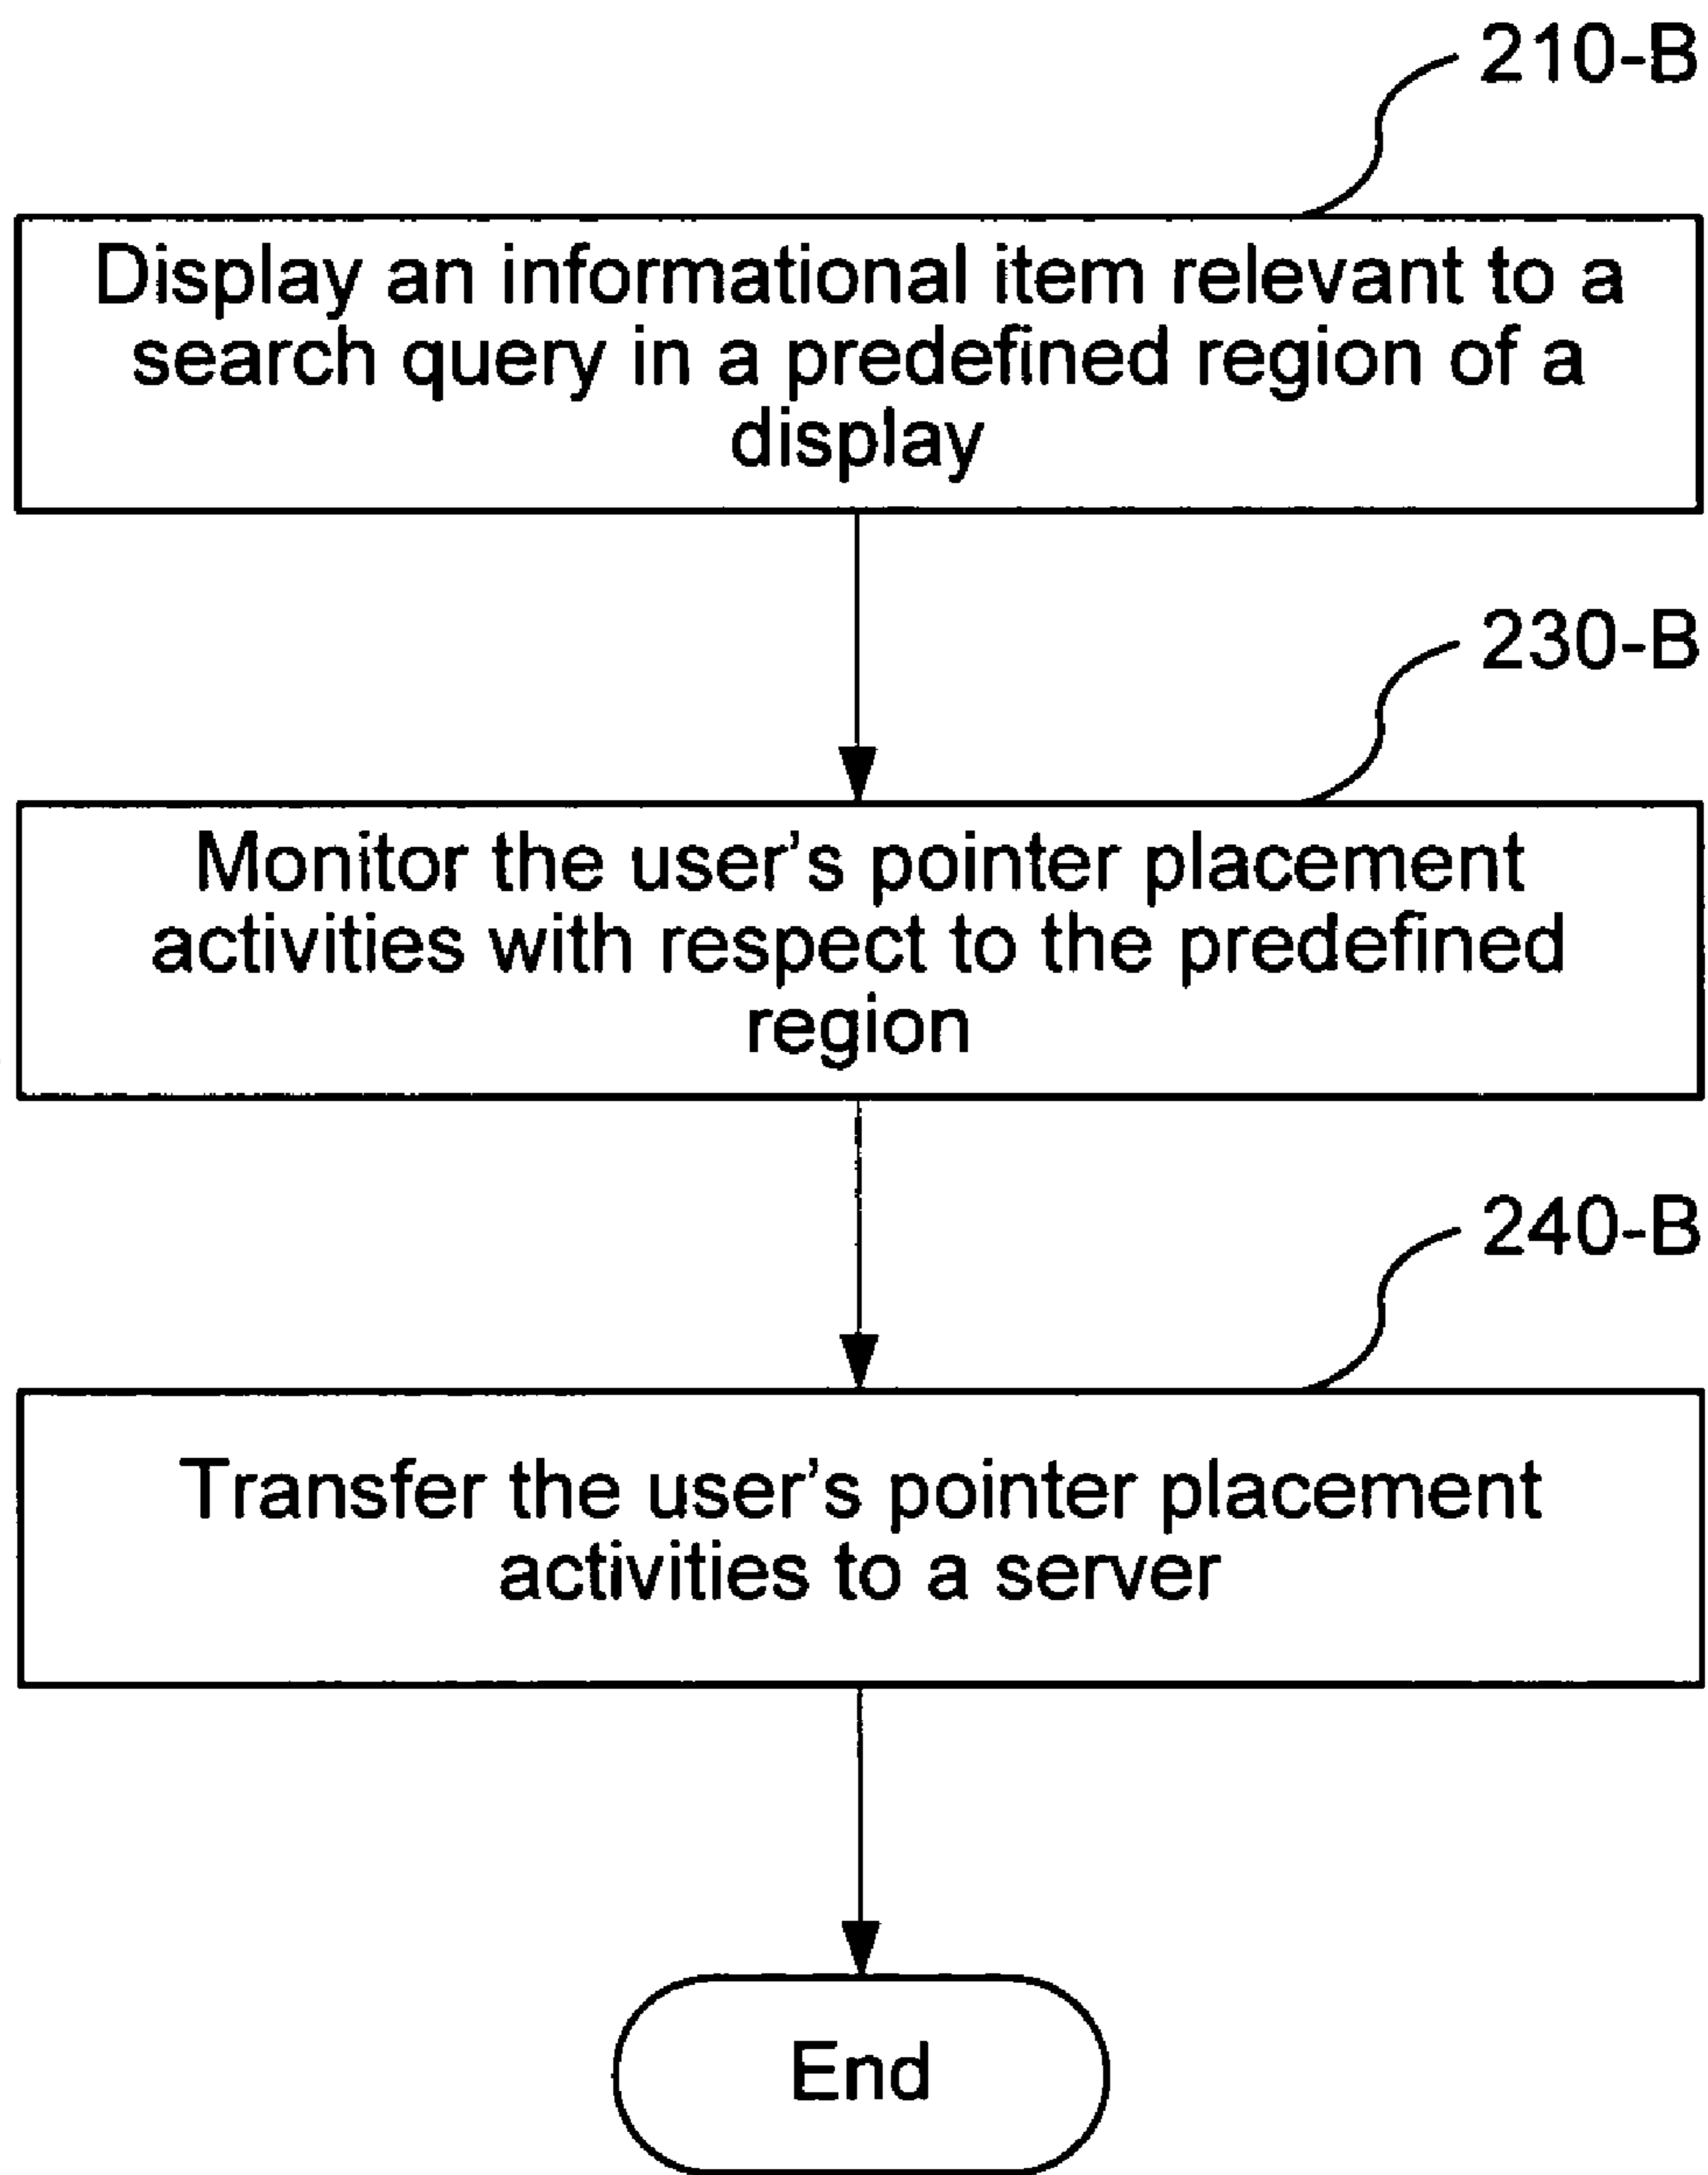 210-B
Display an informational item relevant to a
search query in a predefined region of a
display
230-B
Monitor the user’s pointer placement
activities with respect to the predefined
region
240-B
Transfer the user’s pointer placement
activities to a server
End